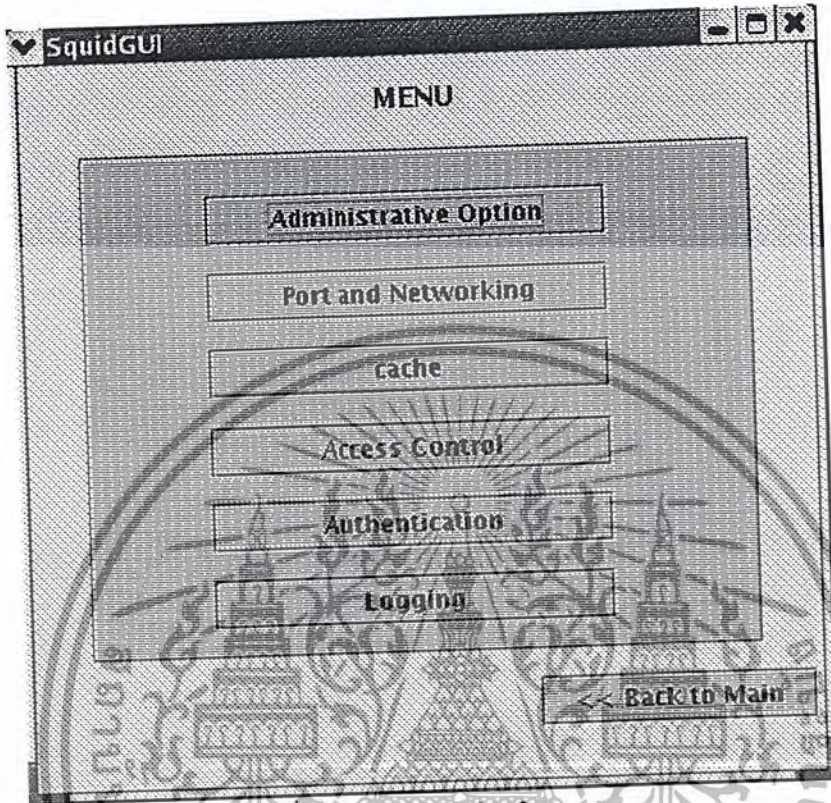 SquidGUI
MENU
Administrative Option
Port and Networking
cache
Access Control
Authentication
Logging
<< Back to Main